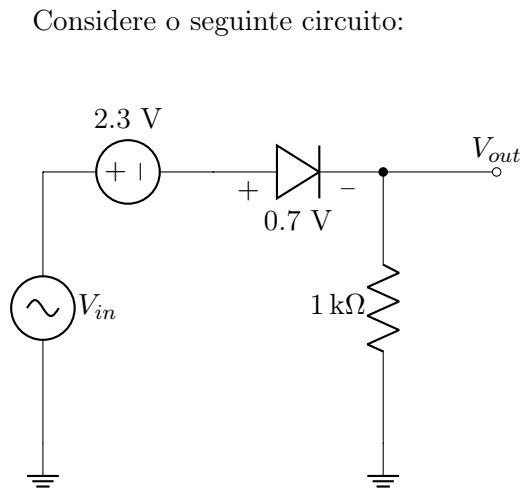 Considere o seguinte circuito:
2.3 V
+ −
V_out
+ −
0.7 V
V_in
1 kΩ